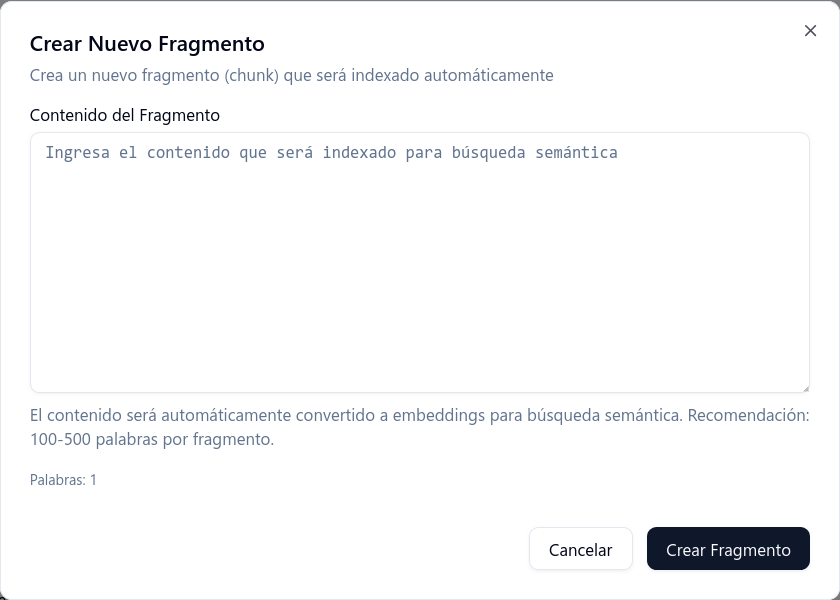 Crear Nuevo Fragmento
Crea un nuevo fragmento (chunk) que será indexado automáticamente
Contenido del Fragmento
Ingresa el contenido que será indexado para búsqueda semántica
El contenido será automáticamente convertido a embeddings para búsqueda semántica. Recomendación:
100-500 palabras por fragmento.
Palabras: 1
Cancelar
Crear Fragmento